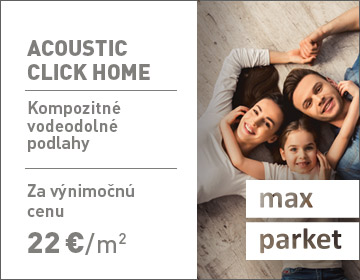 ACOUSTIC
CLICK HOME
Kompozitné
vodeodolné
podlahy
Za výnimočnú
cenu
22 €/m²
max
parket